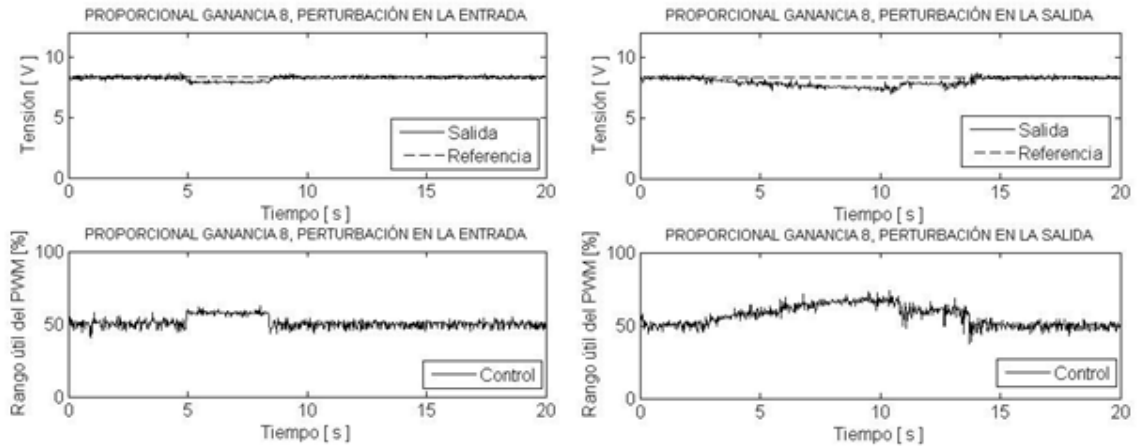 PROPORCIONAL GANANCIA 8, PERTURBACIÓN EN LA ENTRADA
10
5
0
Tensión [ V ]
Salida
Referencia
0 5 10 15 20
Tiempo [ s ]
PROPORCIONAL GANANCIA 8, PERTURBACIÓN EN LA SALIDA
10
5
0
Tensión [ V ]
Salida
Referencia
0 5 10 15 20
Tiempo [ s ]
PROPORCIONAL GANANCIA 8, PERTURBACIÓN EN LA ENTRADA
100
50
0
Rango útil del PWM [%]
Control
0 5 10 15 20
Tiempo [ s ]
PROPORCIONAL GANANCIA 8, PERTURBACIÓN EN LA SALIDA
100
50
0
Rango útil del PWM [%]
Control
0 5 10 15 20
Tiempo [ s ]